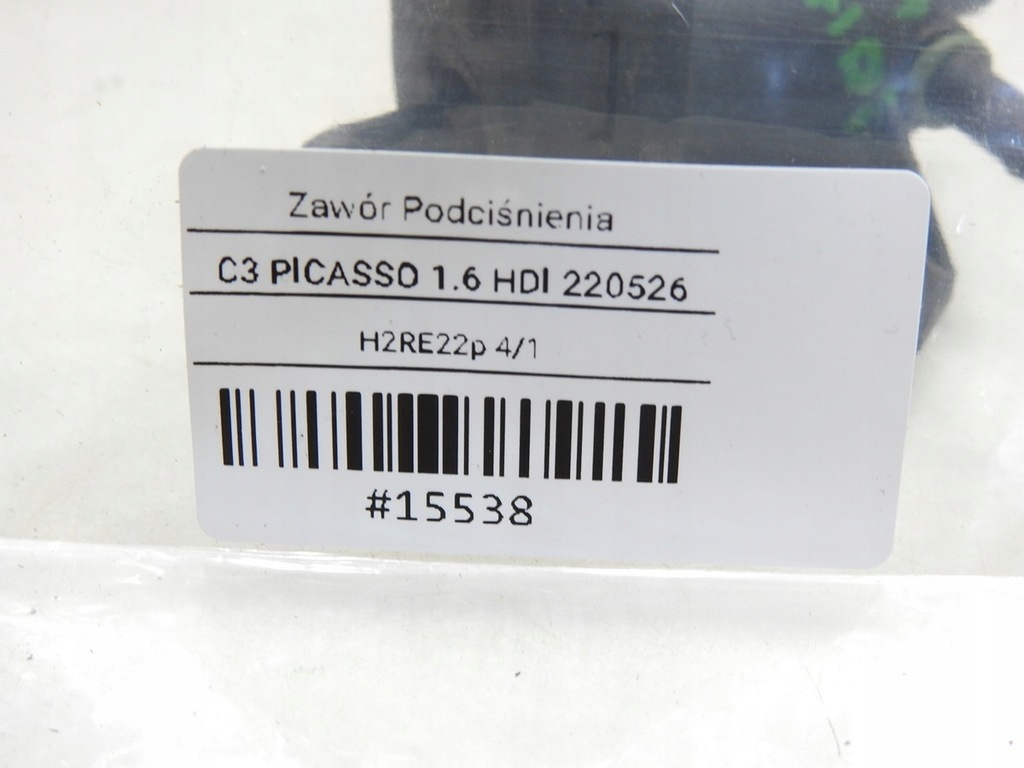 Zawór Podciśnienia
C3 PICASSO 1.6 HDI 220526
H2RE22p 4/1
#15538